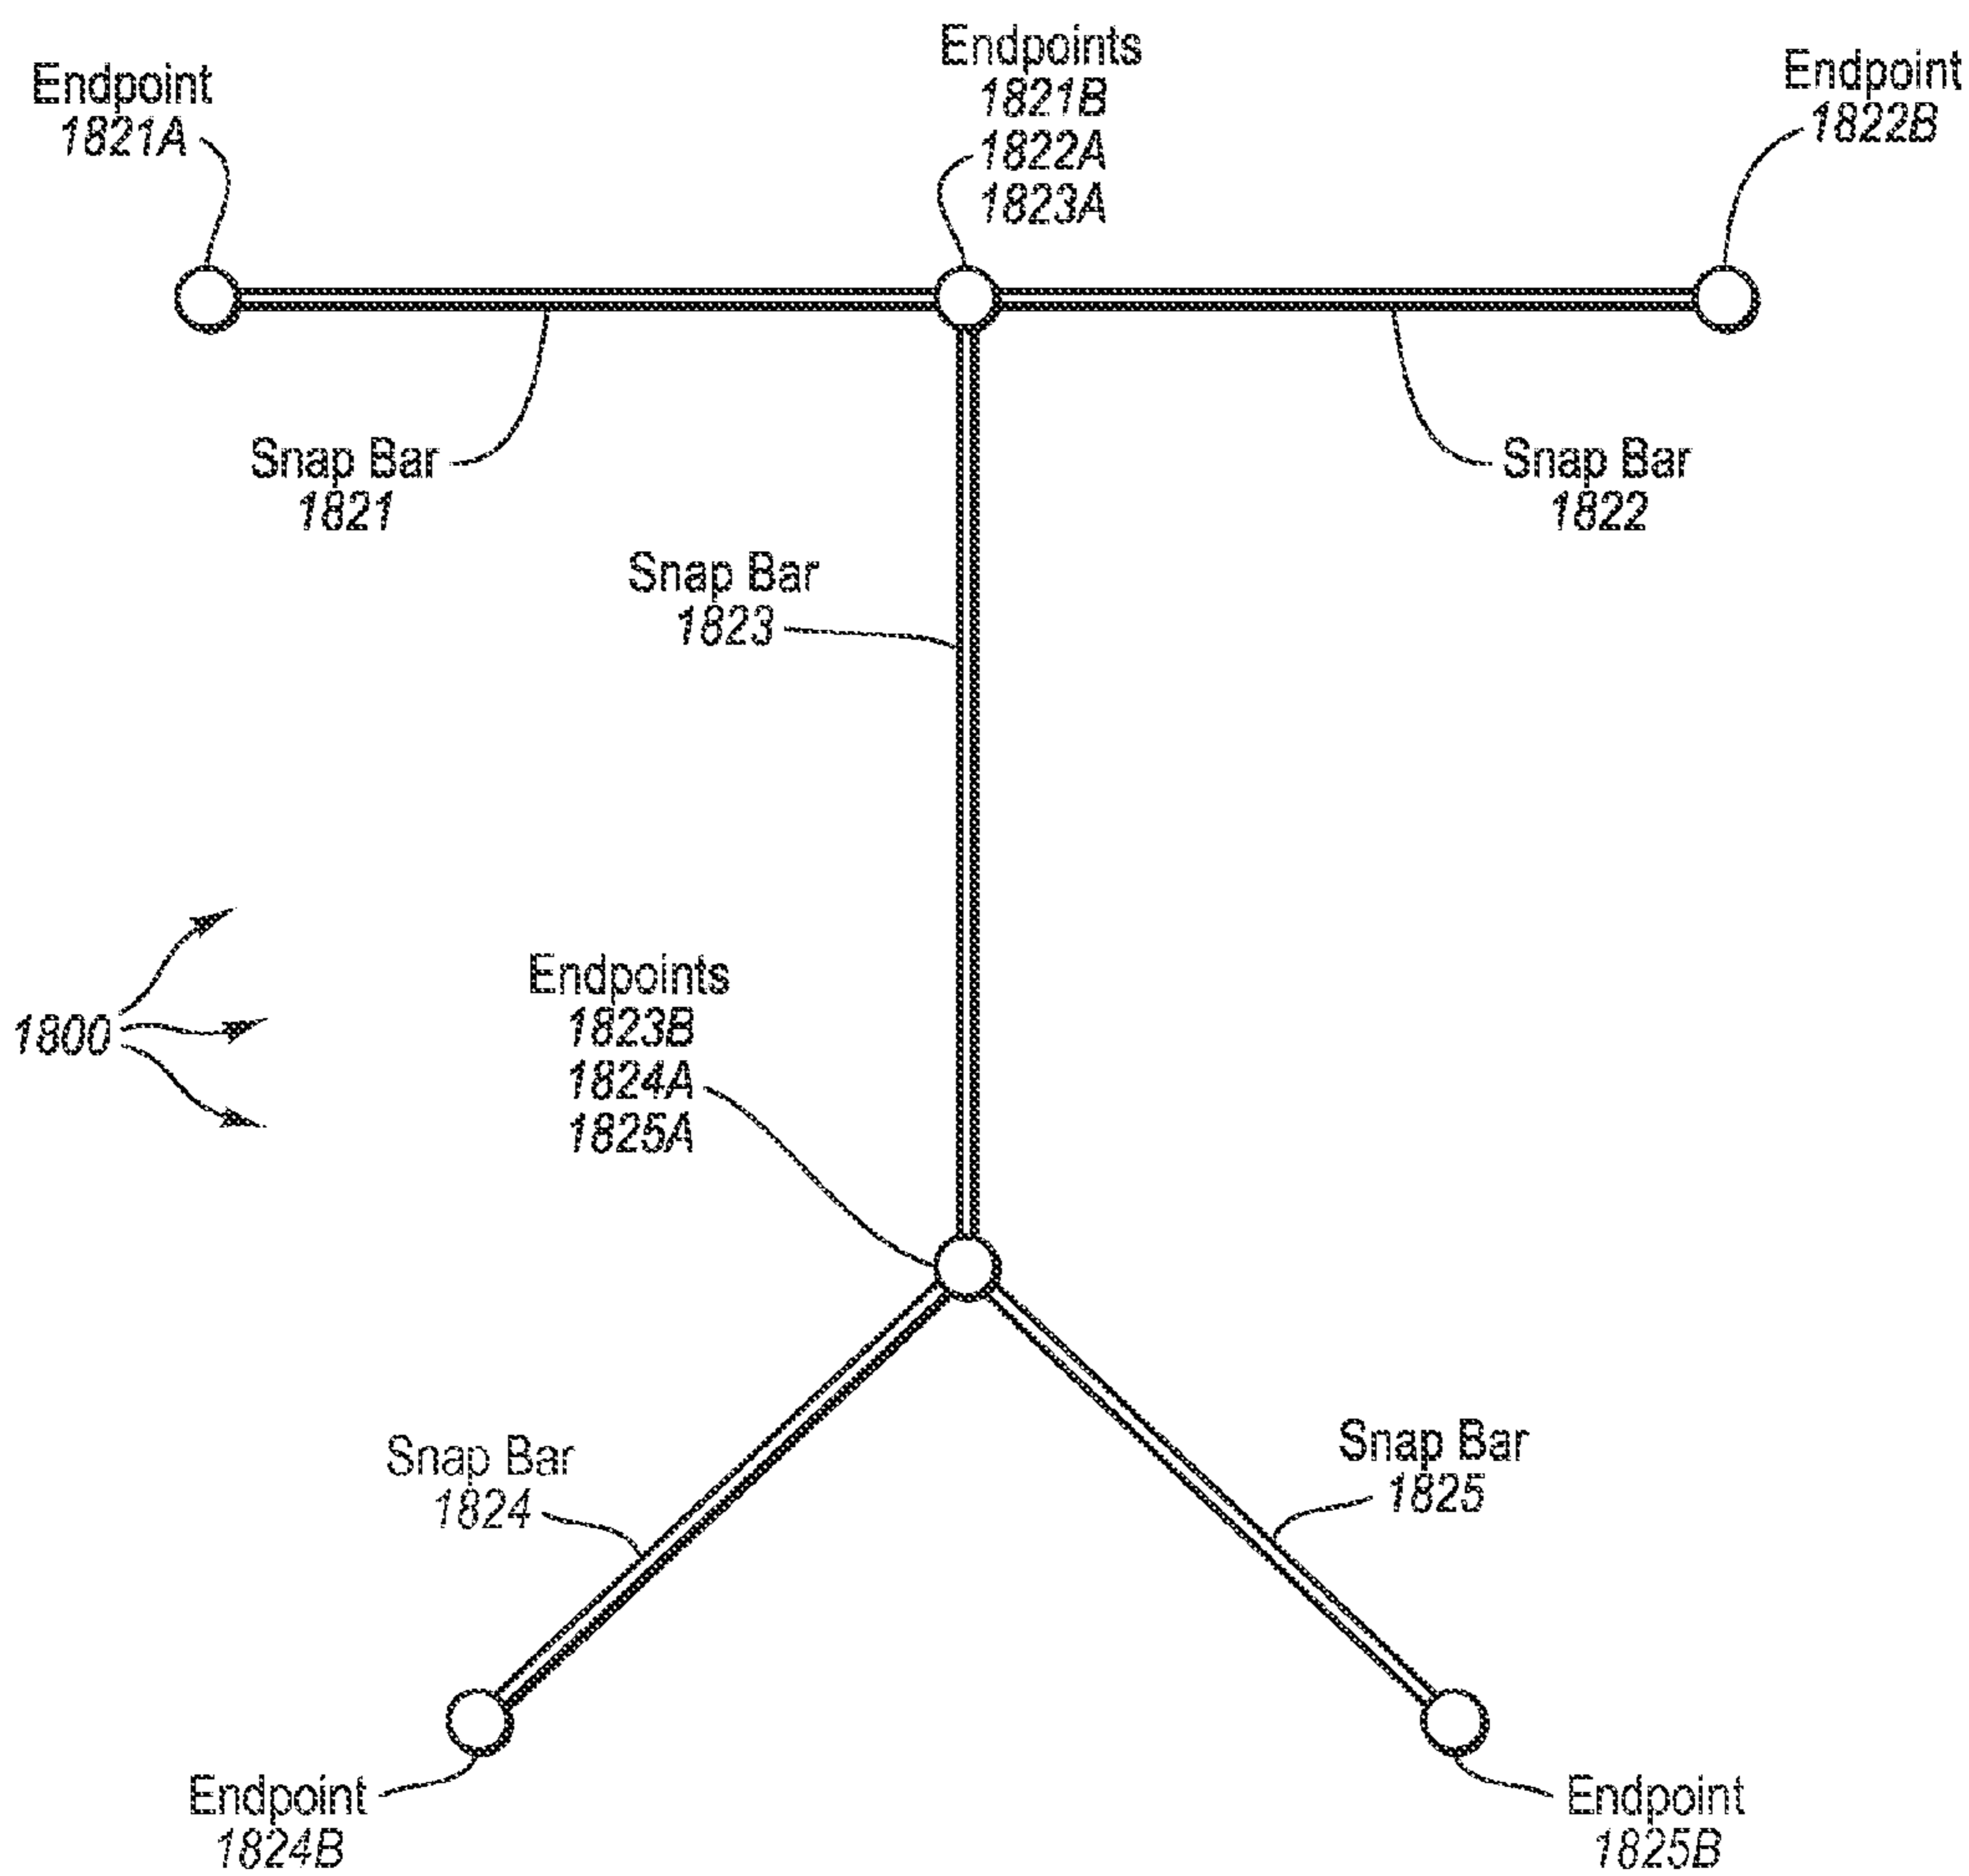 Endpoint
1821A
Endpoints
1821B
1822A
1823A
Endpoint
1822B
Snap Bar
1821
Snap Bar
1822
Snap Bar
1823
1800
Endpoints
1823B
1824A
1825A
Snap Bar
1824
Snap Bar
1825
Endpoint
1824B
Endpoint
1825B